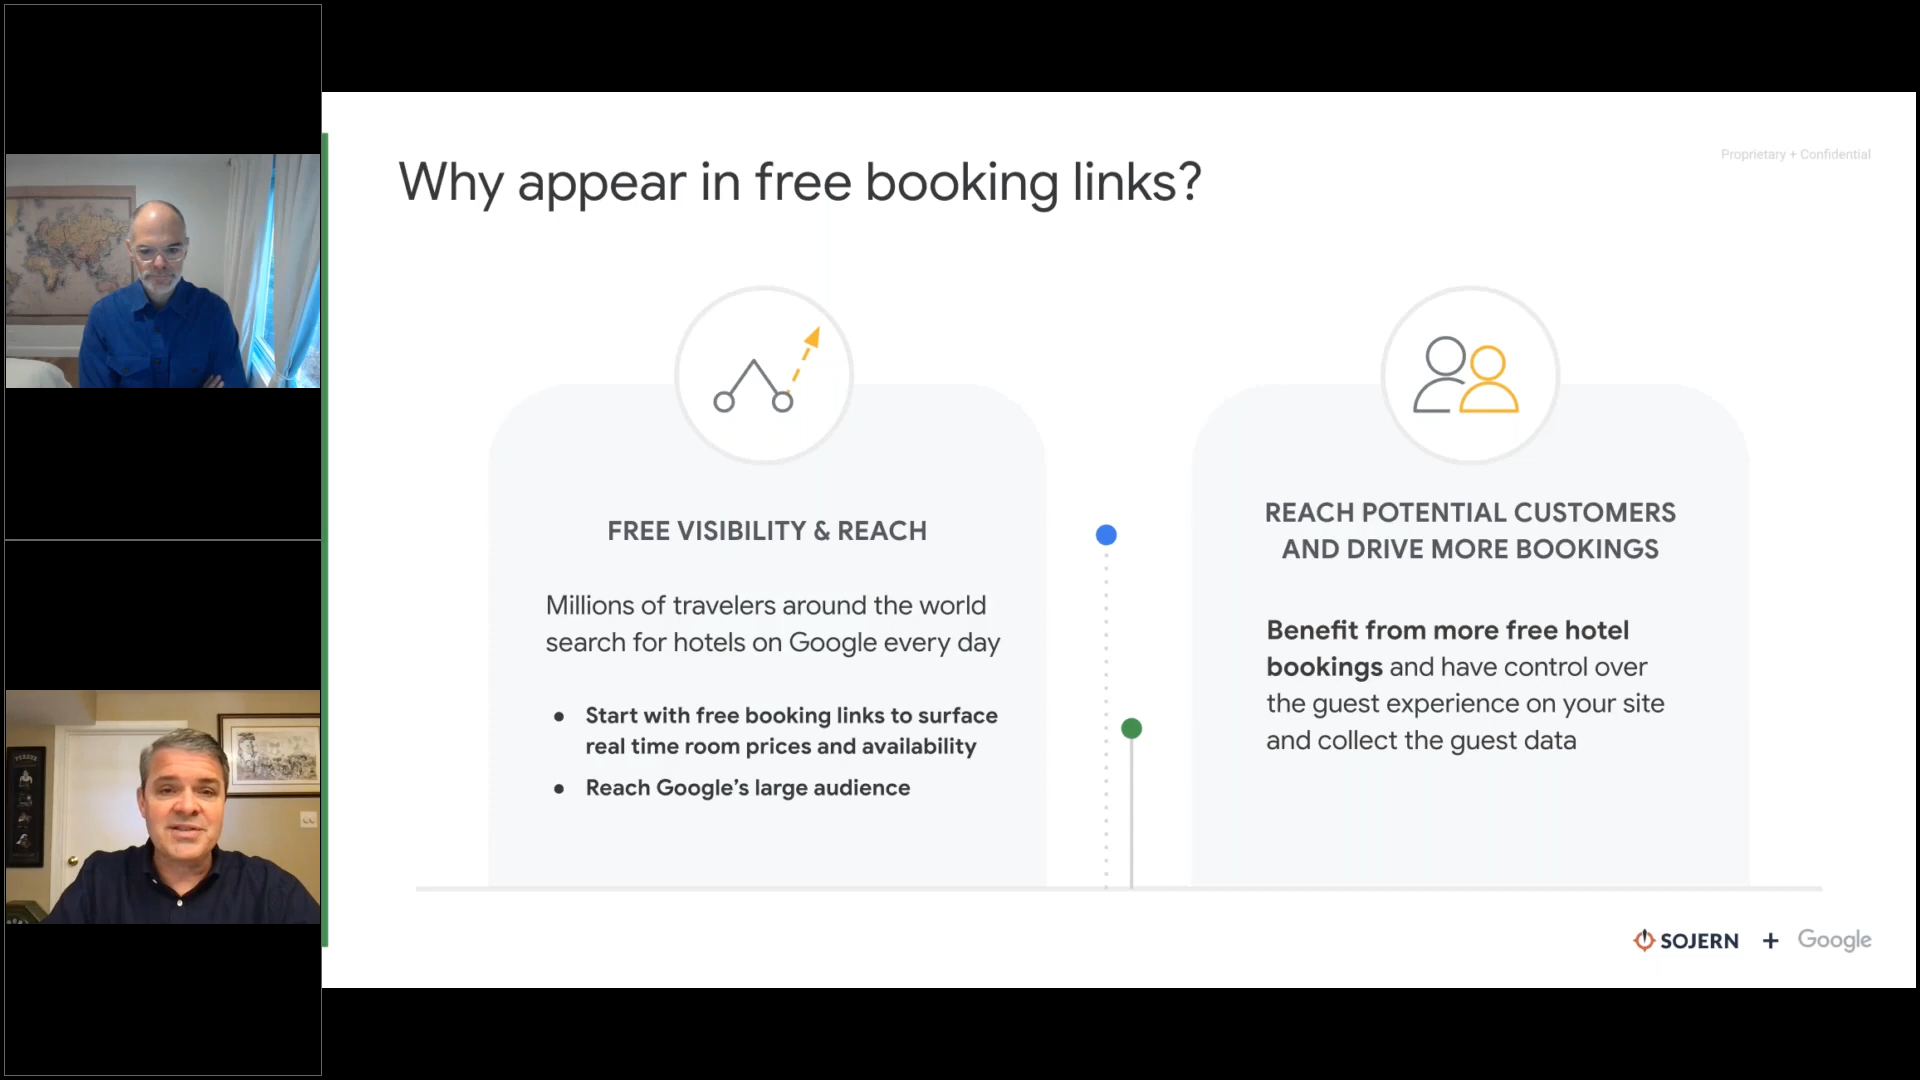 Why appear in free booking links?
Proprietary + Confidential
FREE VISIBILITY & REACH
Millions of travelers around the world
search for hotels on Google every day
● Start with free booking links to surface
real time room prices and availability
● Reach Google's large audience
REACH POTENTIAL CUSTOMERS
AND DRIVE MORE BOOKINGS
Benefit from more free hotel
bookings and have control over
the guest experience on your site
and collect the guest data
SOJERN + Google